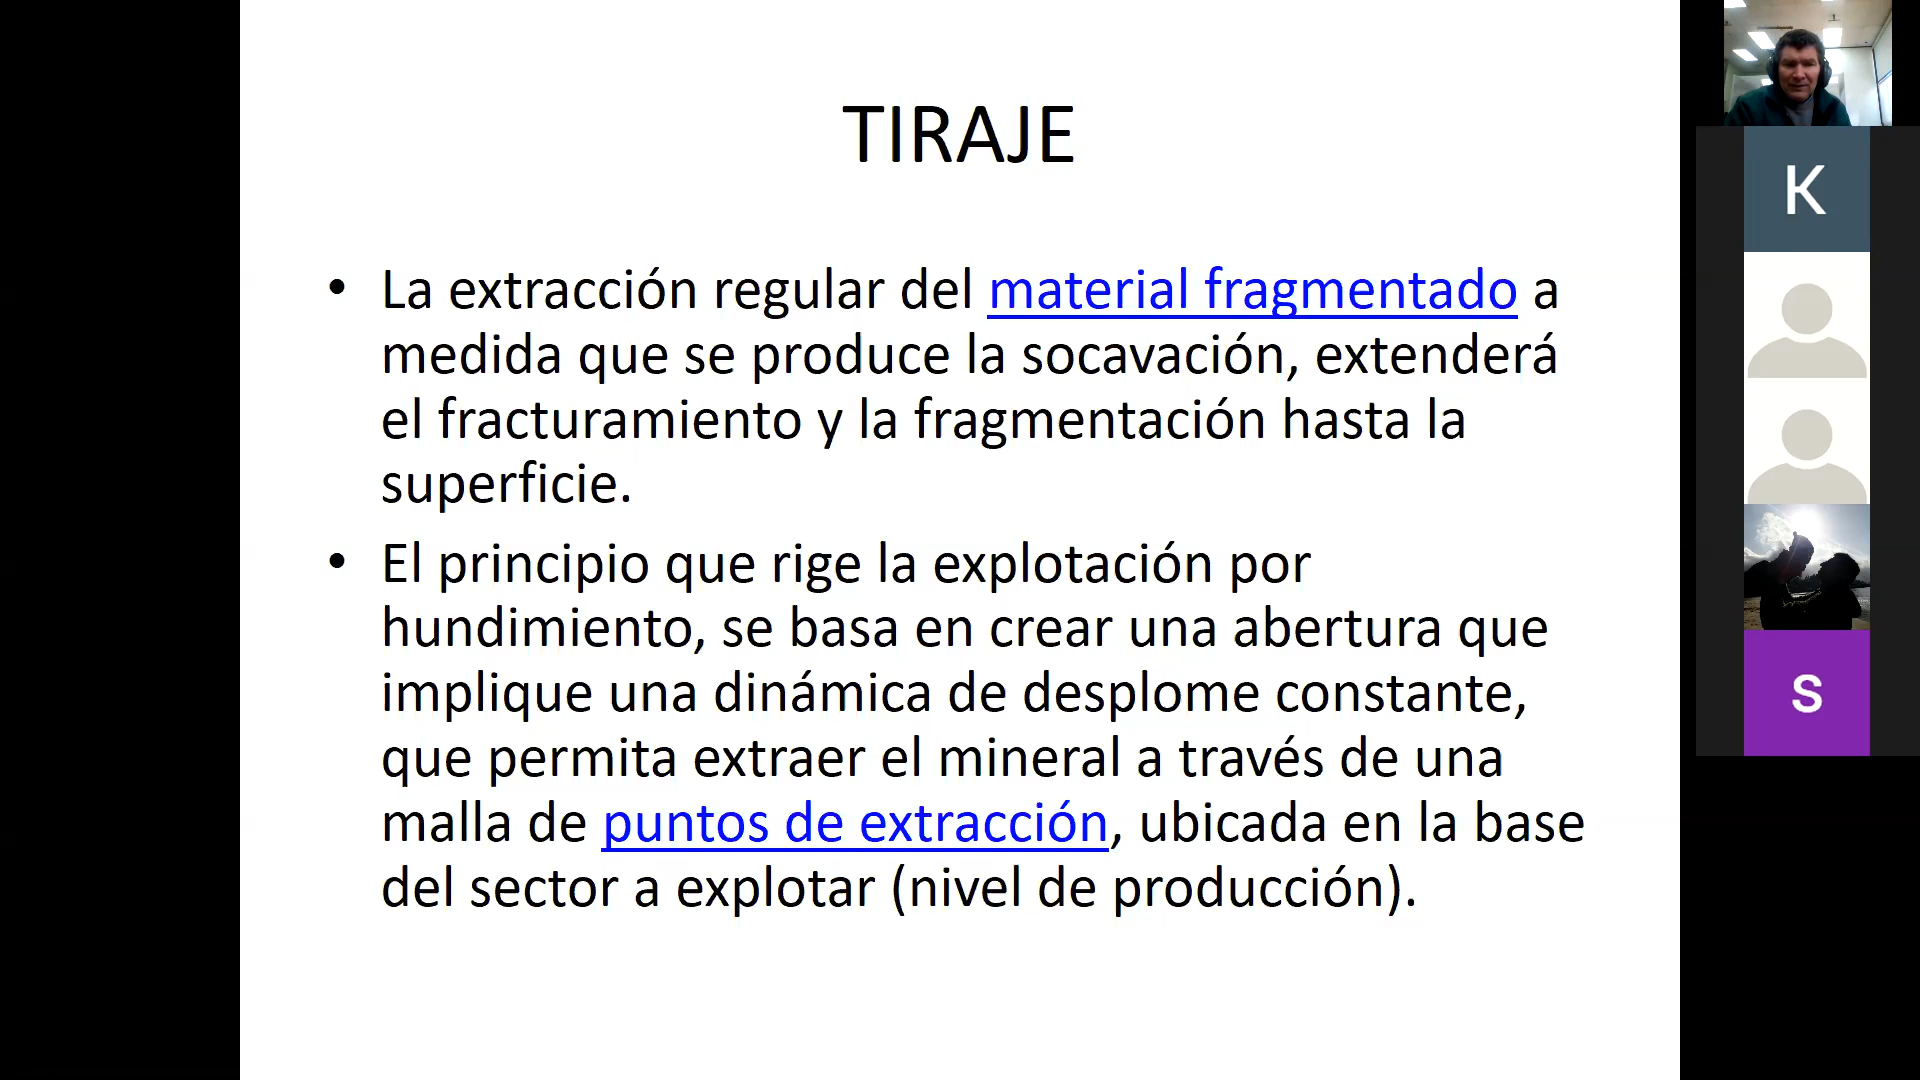 TIRAJE
• La extracción regular del material fragmentado a
medida que se produce la socavación, extenderá
el fracturamiento y la fragmentación hasta la
superficie.
• El principio que rige la explotación por
hundimiento, se basa en crear una abertura que
implique una dinámica de desplome constante,
que permita extraer el mineral a través de una
malla de puntos de extracción, ubicada en la base
del sector a explotar (nivel de producción).
K
S